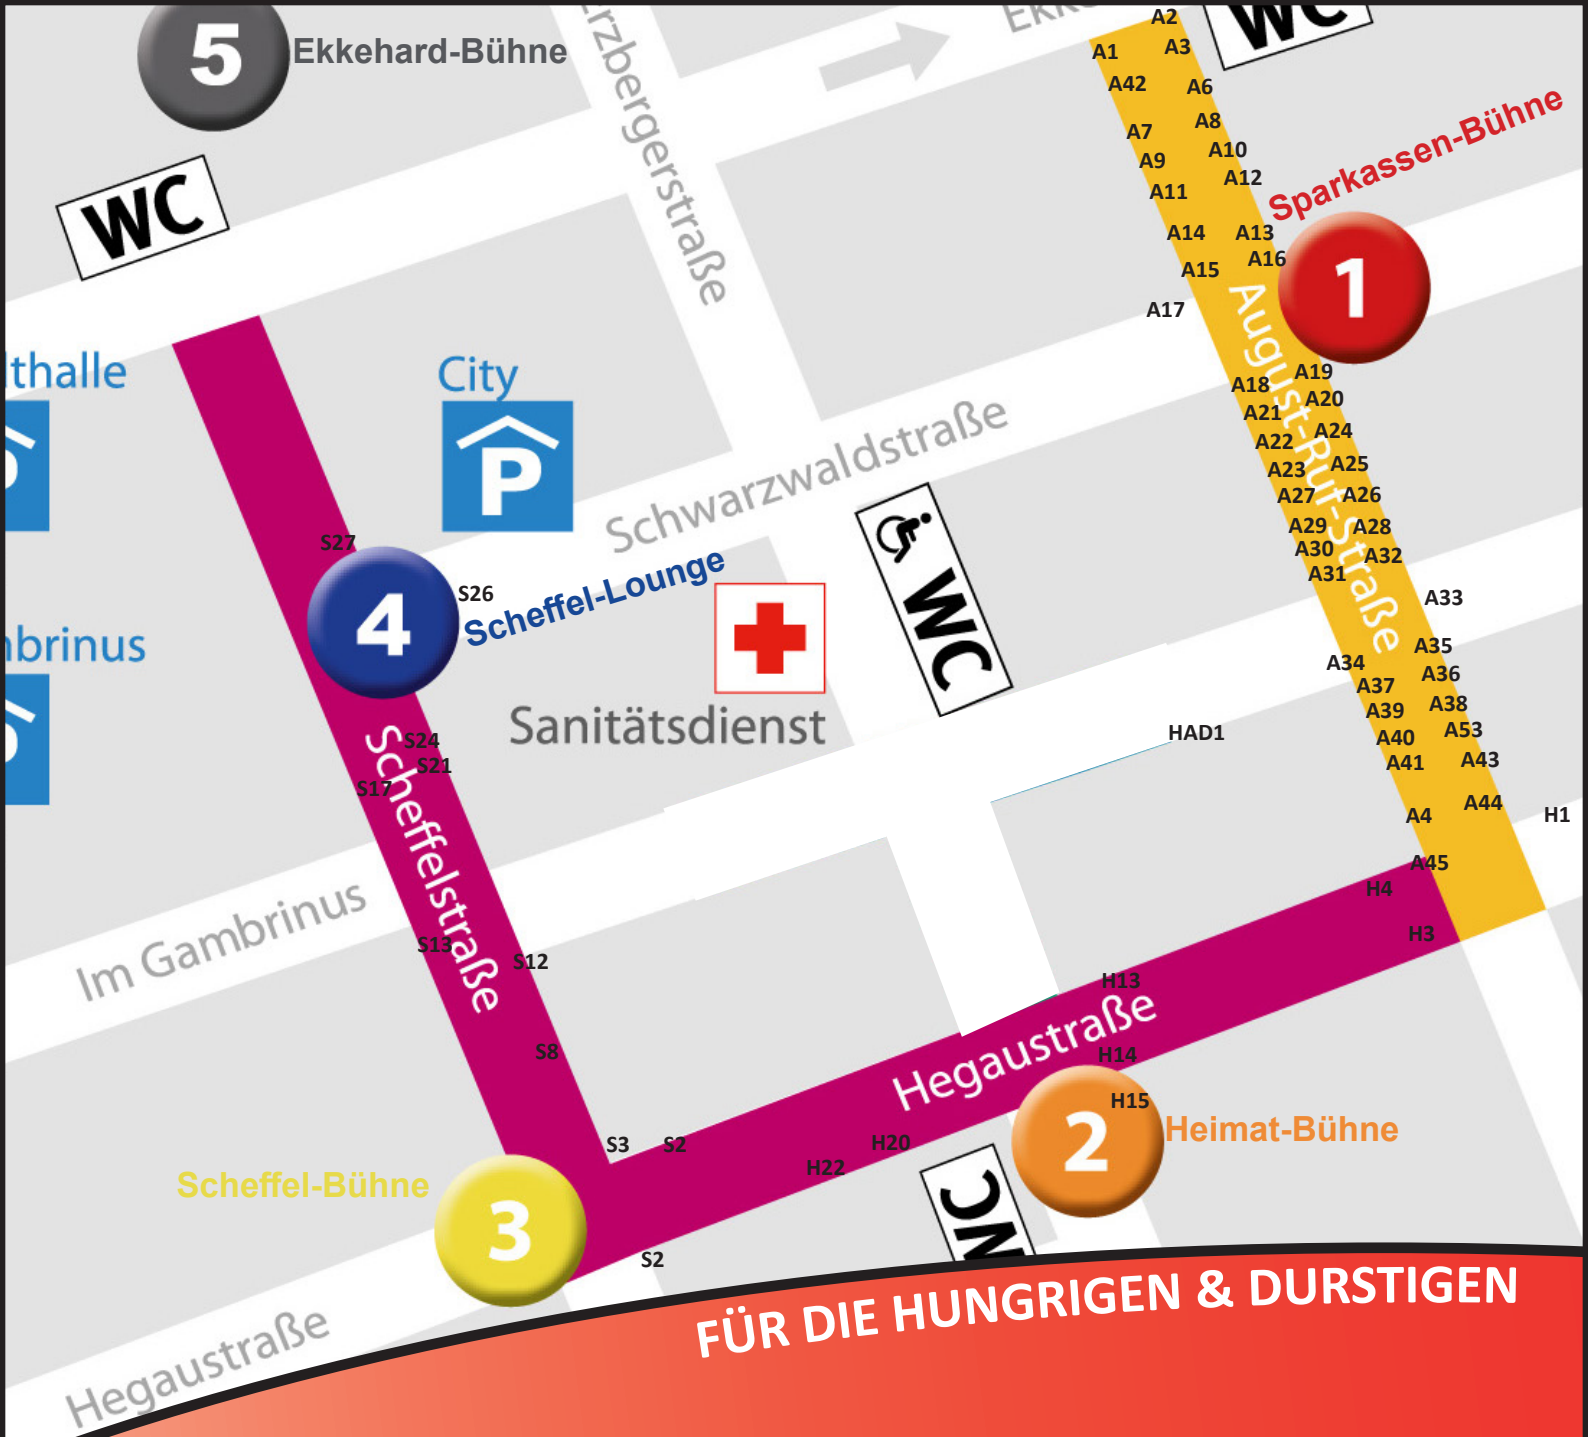 5
Ekkehard-Bühne
Erzbergerstraße
Ekke
WC
WC
A2
A1
A3
A42
A6
A7
A8
A9
A10
A11
A12
A14
A13
A15
A16
A17
Sparkassen-Bühne
1
August-Ruf-Straße
A19
A18
A20
A21
A24
A22
A25
A23
A26
A27
A29
A28
A30
A32
A31
A33
A35
A34
A36
A37
A38
A39
A53
A40
A43
A41
A44
A4
H1
A45
lthalle
P
City
P
Schwarzwaldstraße
S27
S26
4
Scheffel-Lounge
mbrinus
P
WC
Sanitätsdienst
HAD1
S24
S21
S17
Scheffelstraße
Im Gambrinus
S13
S12
S8
H4
H3
H13
Hegaustraße
H14
H15
2
Heimat-Bühne
S3
S2
H20
H22
Scheffel-Bühne
3
S2
WC
Hegaustraße
FÜR DIE HUNGRIGEN & DURSTIGEN